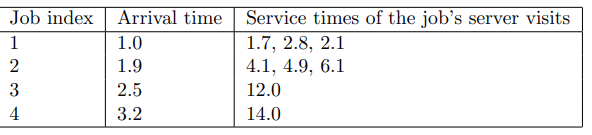 Job index Arrival time Service times of the job's server visits
1 1.0 1.7, 2.8, 2.1
2 1.9 4.1, 4.9, 6.1
3 2.5 12.0
4 3.2 14.0